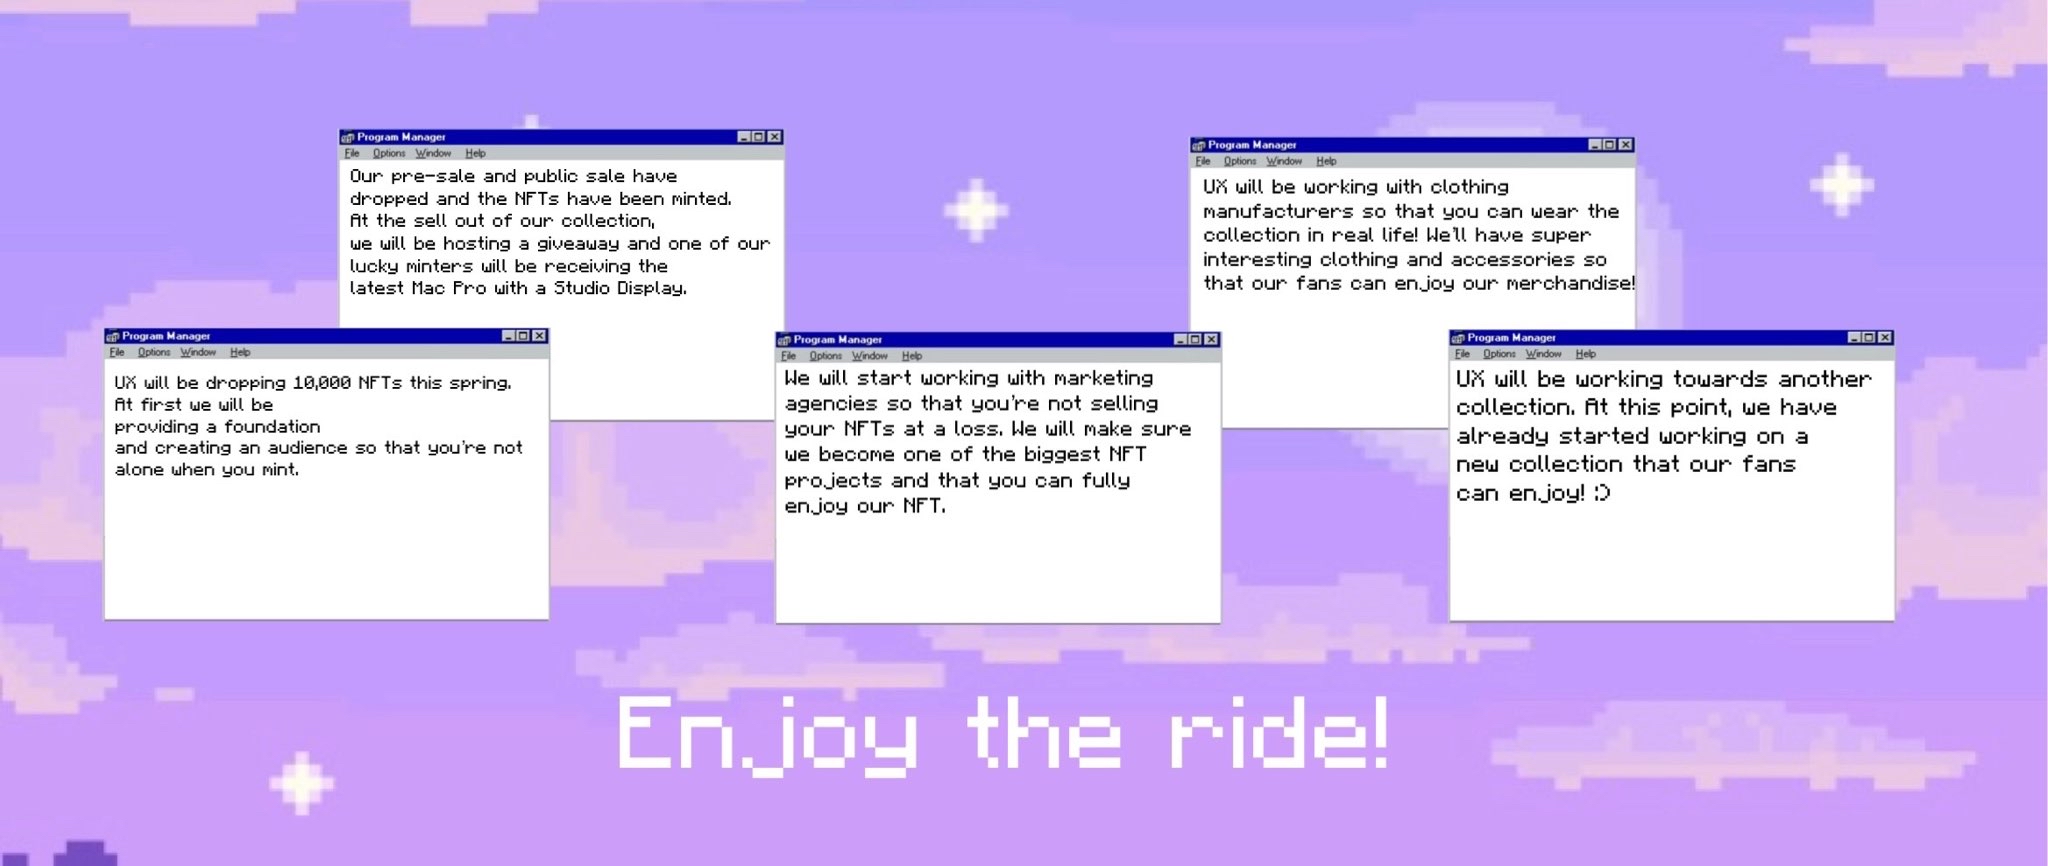 Program Manager
File Options Window Help
Our pre-sale and public sale have
dropped and the NFTs have been minted.
At the sell out of our collection,
we will be hosting a giveaway and one of our
lucky minters will be receiving the
latest Mac Pro with a Studio Display.
Program Manager
File Options Window Help
UX will be working with clothing
manufacturers so that you can wear the
collection in real life! We'll have super
interesting clothing and accessories so
that our fans can enjoy our merchandise!
Program Manager
File Options Window Help
UX will be dropping 10,000 NFTs this spring.
At first we will be
providing a foundation
and creating an audience so that you're not
alone when you mint.
Program Manager
File Options Window Help
We will start working with marketing
agencies so that you're not selling
your NFTs at a loss. We will make sure
we become one of the biggest NFT
projects and that you can fully
enjoy our NFT.
Program Manager
File Options Window Help
UX will be working towards another
collection. At this point, we have
already started working on a
new collection that our fans
can enjoy! :)
Enjoy the ride!